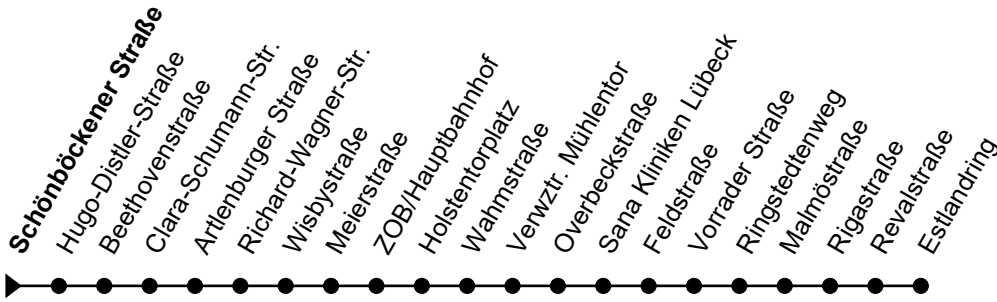 Schönböckener Straße
Hugo-Distler-Straße
Beethovenstraße
Clara-Schumann-Str.
Artlenburger Straße
Richard-Wagner-Str.
Wisbystraße
Meierstraße
ZOB/Hauptbahnhof
Holstentorplatz
Wahmstraße
Verwztr. Mühlentor
Overbeckstraße
Sana Kliniken Lübeck
Feldstraße
Vorrader Straße
Ringstedtenweg
Malmöstraße
Rigastraße
Revalstraße
Estlandring